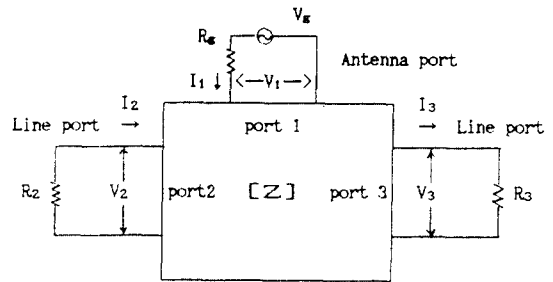 Vg
Rg
Antenna port
I1 ↓ <-V1-->
I2 → I3 →
Line port Line port
port 1
R2 V2 port2 [Z] port 3 V3 R3